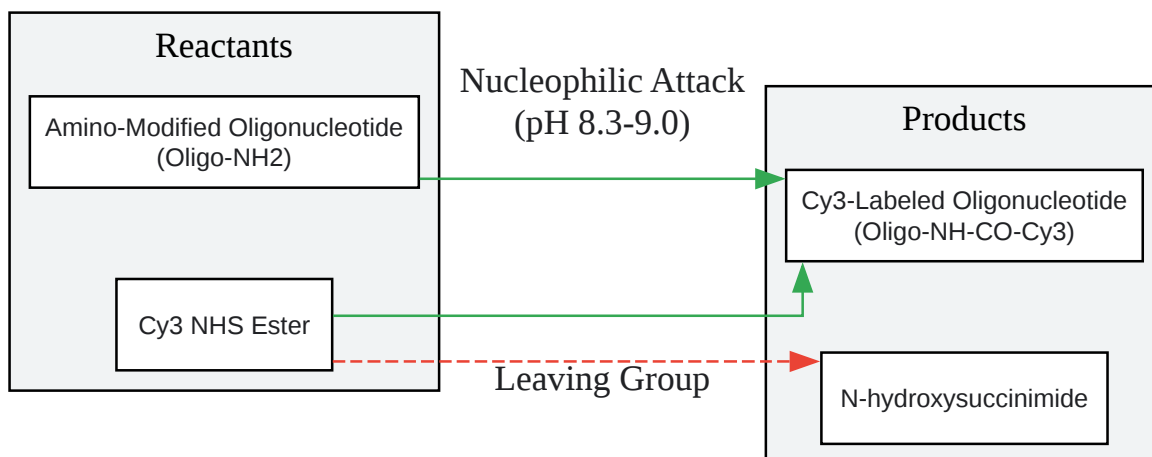 Reactants
Amino-Modified Oligonucleotide
(Oligo-NH2)
Cy3 NHS Ester
Nucleophilic Attack
(pH 8.3-9.0)
Leaving Group
Products
Cy3-Labeled Oligonucleotide
(Oligo-NH-CO-Cy3)
N-hydroxysuccinimide